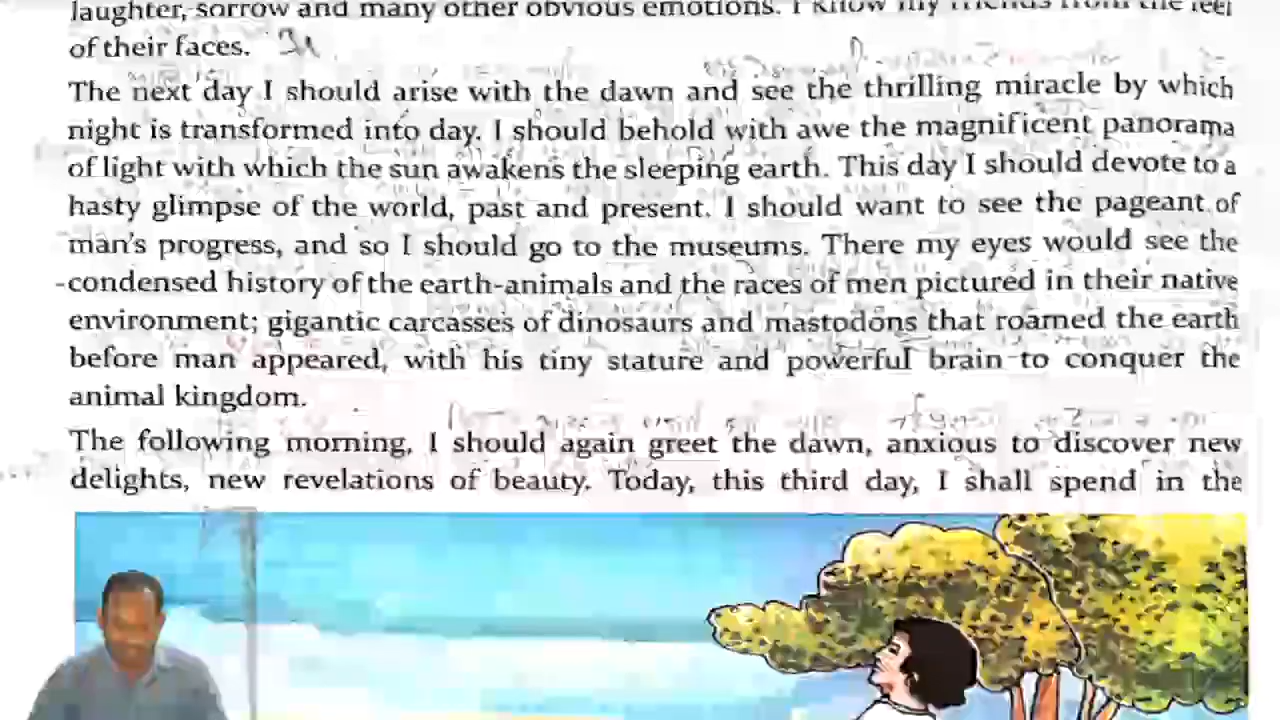 laughter, sorrow and many other obvious emotions. I know my friends from the feel
of their faces.
The next day I should arise with the dawn and see the thrilling miracle by which
night is transformed into day. I should behold with awe the magnificent panorama
of light with which the sun awakens the sleeping earth. This day I should devote to a
hasty glimpse of the world, past and present. I should want to see the pageant of
man's progress, and so I should go to the museums. There my eyes would see the
-condensed history of the earth-animals and the races of men pictured in their native
environment; gigantic carcasses of dinosaurs and mastodons that roamed the earth
before man appeared, with his tiny stature and powerful brain to conquer the
animal kingdom.
The following morning, I should again greet the dawn, anxious to discover new
delights, new revelations of beauty. Today, this third day, I shall spend in the